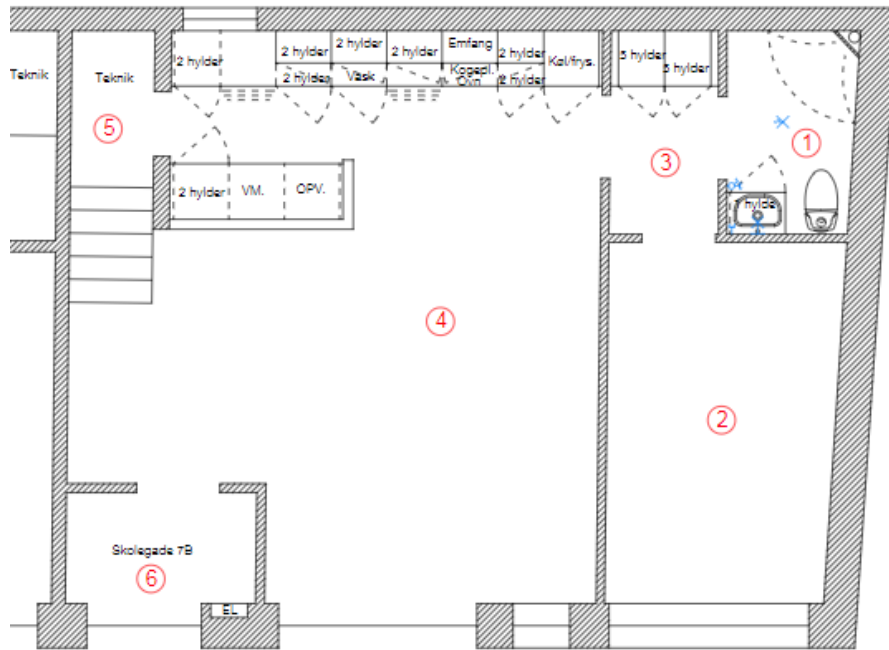 2 hylder
2 hylder
2 hylder
Emfang
2 hylder
3 hylder
Teknik
Teknik
2 hylder
2 hylder
Vask
Kogepl.
Ovn
2 hylder
Køl/frys.
3 hylder
5
1
3
2 hylder
VM.
OPV.
1 hylde
4
2
Skolegade 7B
6
EL